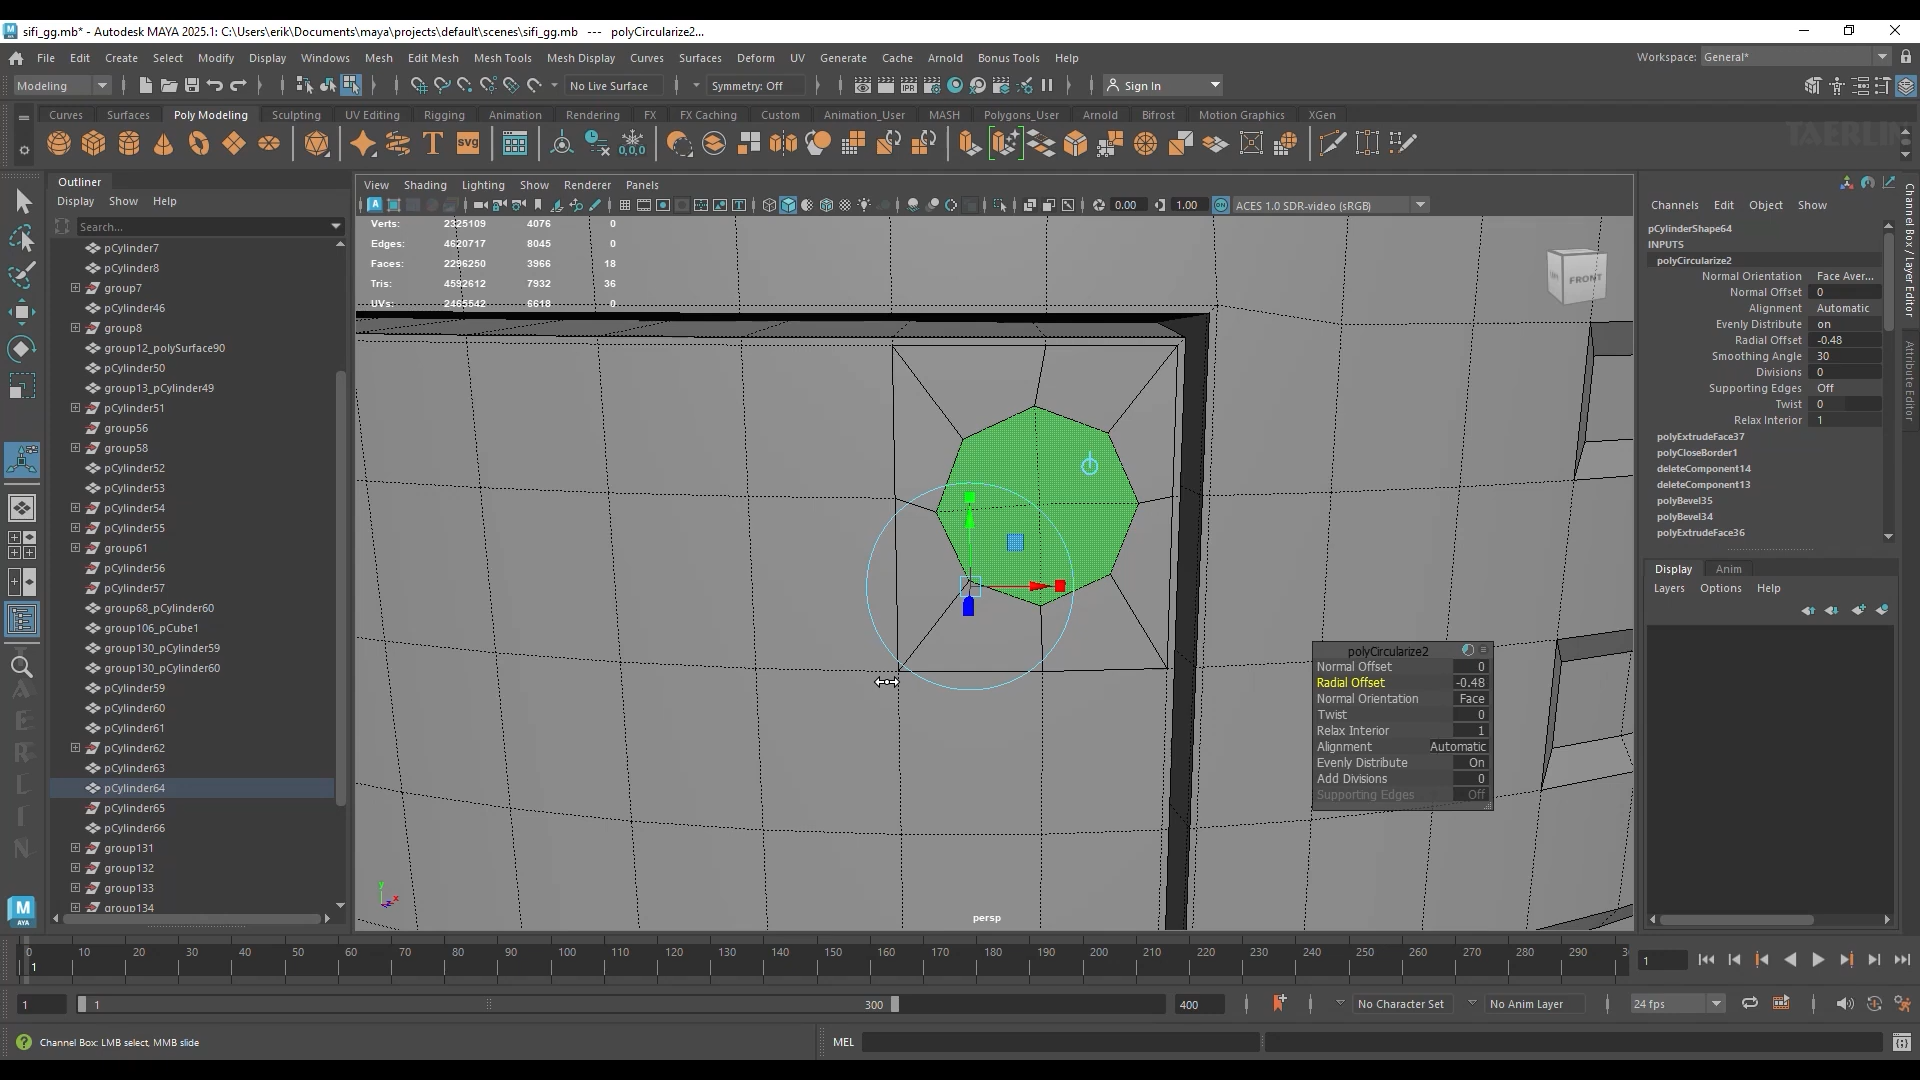 sifi_gg.mb* - Autodesk MAYA 2025.1: C:\Users\erik\Documents\maya\projects\default\scenes\sifi_gg.mb --- polyCircularize2...
File Edit Create Select Modify Display Windows Mesh Edit Mesh Mesh Tools Mesh Display Curves Surfaces Deform UV Generate Cache Arnold Bonus Tools Help
Workspace: General*
Modeling
No Live Surface
Symmetry: Off
Sign In
Curves Surfaces Poly Modeling Sculpting UV Editing Rigging Animation Rendering FX FX Caching Custom Animation_User MASH Polygons_User Arnold Bifrost Motion Graphics XGen
Outliner
Display Show Help
Search...
pCylinder7
pCylinder8
group7
pCylinder46
group8
group12_polySurface90
pCylinder50
group13_pCylinder49
pCylinder51
group56
group58
pCylinder52
pCylinder53
pCylinder54
pCylinder55
group61
pCylinder56
pCylinder57
group68_pCylinder60
group106_pCube1
group130_pCylinder59
group130_pCylinder60
pCylinder59
pCylinder60
pCylinder61
pCylinder62
pCylinder63
pCylinder64
pCylinder65
pCylinder66
group131
group132
group133
group134
View Shading Lighting Show Renderer Panels
0.00 1.00 ACES 1.0 SDR-video (sRGB)
Verts: 2325109 4076 0
Edges: 4620717 8045 0
Faces: 2296250 3966 18
Tris: 4592612 7932 36
UVs: 2465542 6618 0
FRONT
persp
polyCircularize2
Normal Offset 0
Radial Offset -0.48
Normal Orientation Face
Twist 0
Relax Interior 1
Alignment Automatic
Evenly Distribute On
Add Divisions 0
Supporting Edges Off
Channels Edit Object Show
pCylinderShape64
INPUTS
polyCircularize2
Normal Orientation Face Aver...
Normal Offset 0
Alignment Automatic
Evenly Distribute on
Radial Offset -0.48
Smoothing Angle 30
Divisions 0
Supporting Edges Off
Twist 0
Relax Interior 1
polyExtrudeFace37
polyCloseBorder1
deleteComponent14
deleteComponent13
polyBevel35
polyBevel34
polyExtrudeFace36
Display Anim
Layers Options Help
Channel Box / Layer Editor
Attribute Editor
0 10 20 30 40 50 60 70 80 90 100 110 120 130 140 150 160 170 180 190 200 210 220 230 240 250 260 270 280 290
1
1
1 1 300 400
No Character Set
No Anim Layer
24 fps
Channel Box: LMB select, MMB slide
MEL